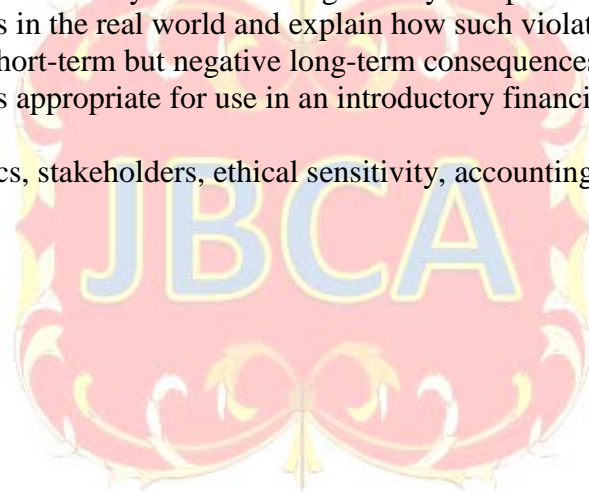 s in the real world and explain how such violat
hort-term but negative long-term consequences
s appropriate for use in an introductory financi
cs, stakeholders, ethical sensitivity, accounting
JBCA